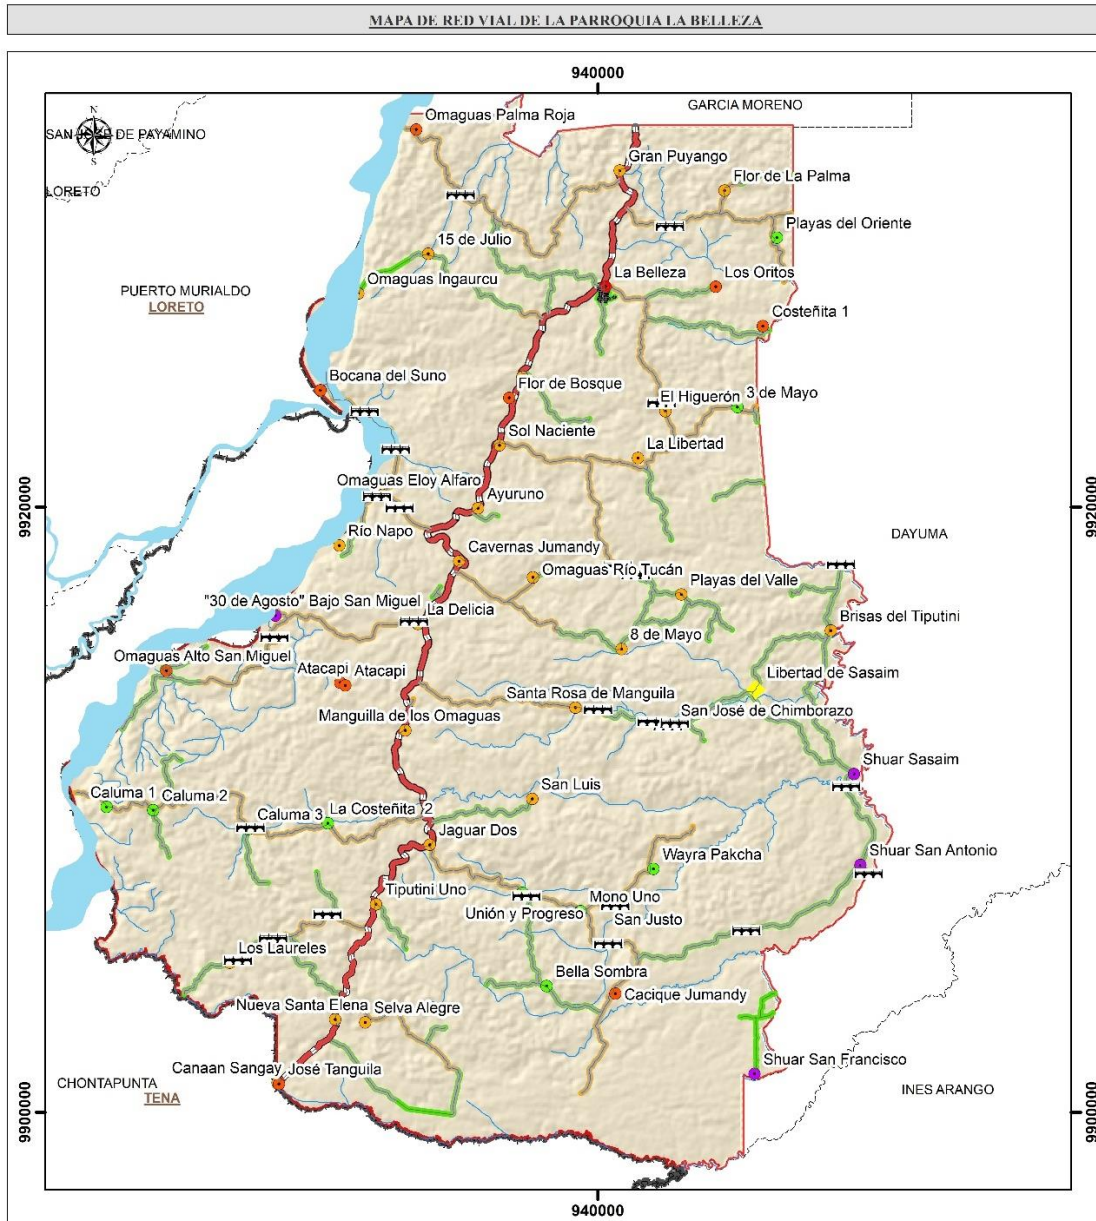 MAPA DE RED VIAL DE LA PARROQUIA LA BELLEZA
940000
GARCIA MORENO
N
S
SAN JOSÉ DE PAYAMINO
Omaguas Palma Roja
Gran Puyango
Flor de La Palma
LORETO
Playas del Oriente
15 de Julio
Omaguas Ingaurcu
La Belleza
Los Oritos
PUERTO MURIALDO
LORETO
Costeñita 1
Bocana del Suno
Flor de Bosque
El Higuerón
3 de Mayo
Sol Naciente
La Libertad
Omaguas Eloy Alfaro
Ayuruno
9920000
9920000
Río Napo
DAYUMA
Cavernas Jumandy
Omaguas Río Tucán
Playas del Valle
"30 de Agosto" Bajo San Miguel
La Delicia
Brisas del Tiputini
8 de Mayo
Omaguas Alto San Miguel
Atacapi
Atacapi
Libertad de Sasaim
Santa Rosa de Manguila
San José de Chimborazo
Manguilla de los Omaguas
Shuar Sasaim
Caluma 1
Caluma 2
Caluma 3
La Costeñita 2
San Luis
Jaguar Dos
Wayra Pakcha
Shuar San Antonio
Tiputini Uno
Mono Uno
Unión y Progreso
San Justo
Los Laureles
Bella Sombra
Cacique Jumandy
Nueva Santa Elena
Selva Alegre
Canaan Sangay
José Tanguila
Shuar San Francisco
CHONTAPUNTA
TENA
INES ARANGO
9900000
9900000
940000